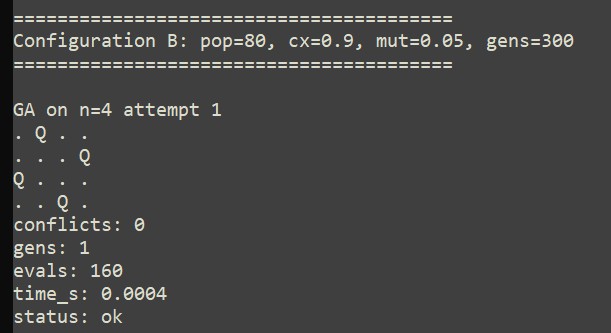 ========================================
Configuration B: pop=80, cx=0.9, mut=0.05, gens=300
========================================
GA on n=4 attempt 1
. Q . .
. . . Q
Q . . .
. . Q .
conflicts: 0
gens: 1
evals: 160
time_s: 0.0004
status: ok